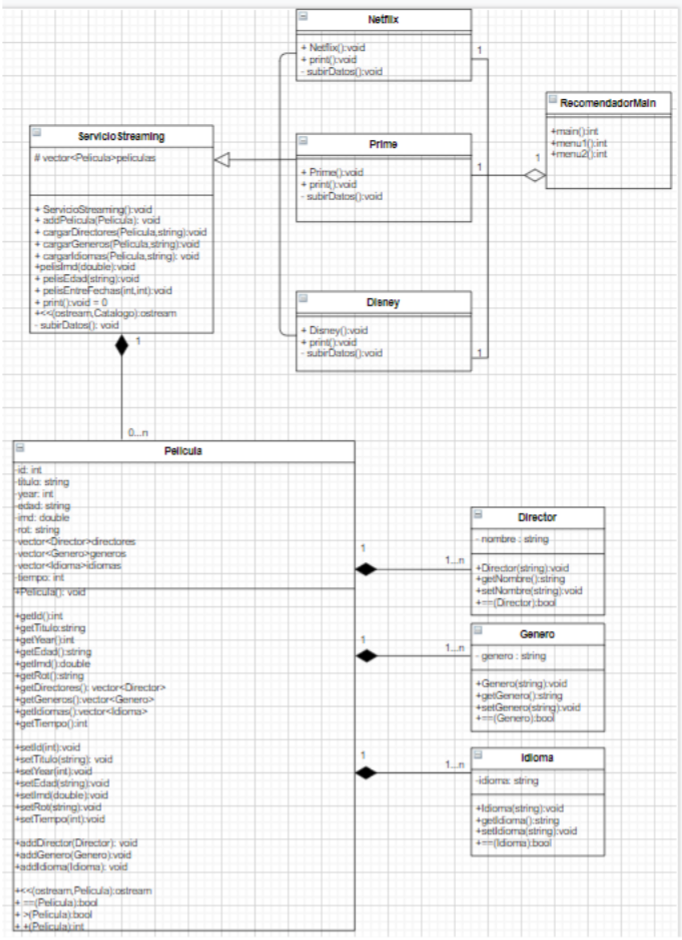 Netflix
+ Netflix():void
+ print():void
- subirDatos():void
1
RecomendadorMain
+main():int
+menu1():int
+menu2():int
1
ServicioStreaming
# vector<Pelicula>peliculas
+ ServicioStreaming():void
+ addPelicula(Pelicula): void
+ cargarDirectores(Pelicula,string):void
+ cargarGeneros(Pelicula,string):void
+ cargarIdiomas(Pelicula,string): void
+pelisImd(double):void
+ pelisEdad(string):void
+ pelisEntreFechas(int,int):void
+ print():void = 0
+<<(ostream,Catalogo):ostream
- subirDatos(): void
1
0...n
Prime
+ Prime():void
+ print():void
- subirDatos():void
1
Disney
+ Disney():void
+ print():void
- subirDatos():void
1
Pelicula
-id: int
-titulo: string
-year: int
-edad: string
-imd: double
-rot: string
-vector<Director>directores
-vector<Genero>generos
-vector<Idioma>idiomas
-tiempo: int
+Pelicula(): void
+getId():int
+getTitulo:string
+getYear():int
+getEdad():string
+getImd():double
+getRot():string
+getDirectores(): vector<Director>
+getGeneros():vector<Genero>
+getIdiomas():vector<Idioma>
+getTiempo():int
+setId(int):void
+setTitulo(string): void
+setYear(int):void
+setEdad(string):void
+setImd(double):void
+setRot(string):void
+setTiempo(int):void
+addDirector(Director): void
+addGenero(Genero):void
+addIdioma(Idioma): void
+<<(ostream,Pelicula):ostream
+ ==(Pelicula):bool
+ >(Pelicula):bool
+ +(Pelicula):int
1
1...n
Director
- nombre : string
+Director(string):void
+getNombre():string
+setNombre(string):void
+==(Director):bool
1
1...n
Genero
- genero : string
+Genero(string):void
+getGenero():string
+setGenero(string):void
+==(Genero):bool
1
1...n
Idioma
-idioma: string
+Idioma(string):void
+getIdioma():string
+setIdioma(string):void
+==(Idioma):bool